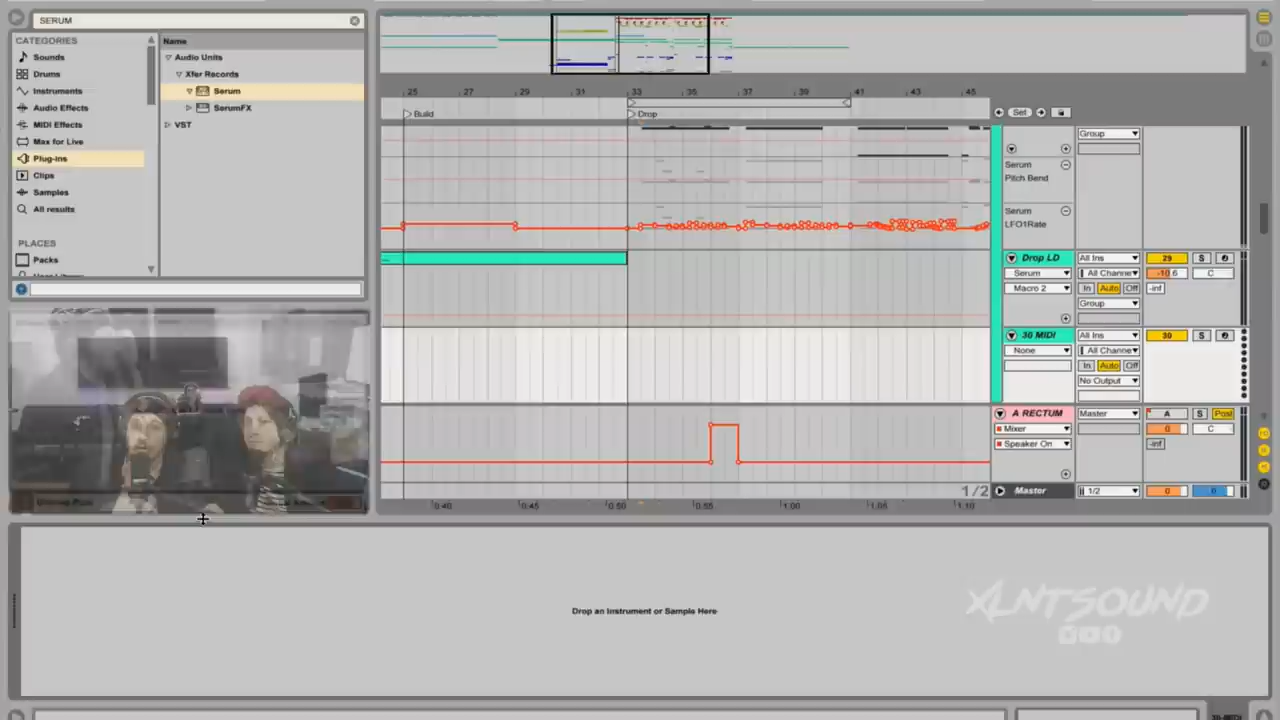 SERUM
CATEGORIES
Sounds
Drums
Instruments
Audio Effects
MIDI Effects
Max for Live
Plug-ins
Clips
Samples
All results
PLACES
Packs
Name
Audio Units
Xfer Records
Serum
SerumFX
VST
25 27 29 31 33 35 37 39 41 43 45
Build
Drop
Set
Group
Serum
Pitch Bend
Serum
LFO1Rate
Drop LD All Ins 29 S
Serum All Channe -10.6 C
Macro 2 In Auto Off -inf
Group
30 MIDI All Ins 30 S
None All Channe
In Auto Off
No Output
A RECTUM Master A S Post
Mixer 0 C
Speaker On -inf
1/2 Master 1/2 0 0
0:40 0:45 0:50 0:55 1:00 1:05 1:10
Drop an Instrument or Sample Here
XLNTSOUND
30-MIDI